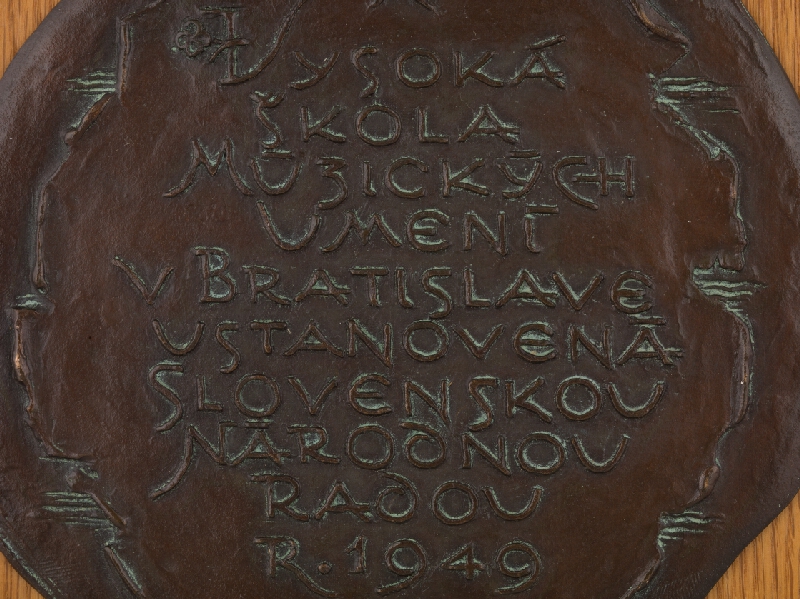 VYSOKÁ
ŠKOLA
MÚZICKÝCH
UMENÍ
V BRATISLAVE
USTANOVENÁ
SLOVENSKOU
NÁRODNOU
RADOU
R. 1949